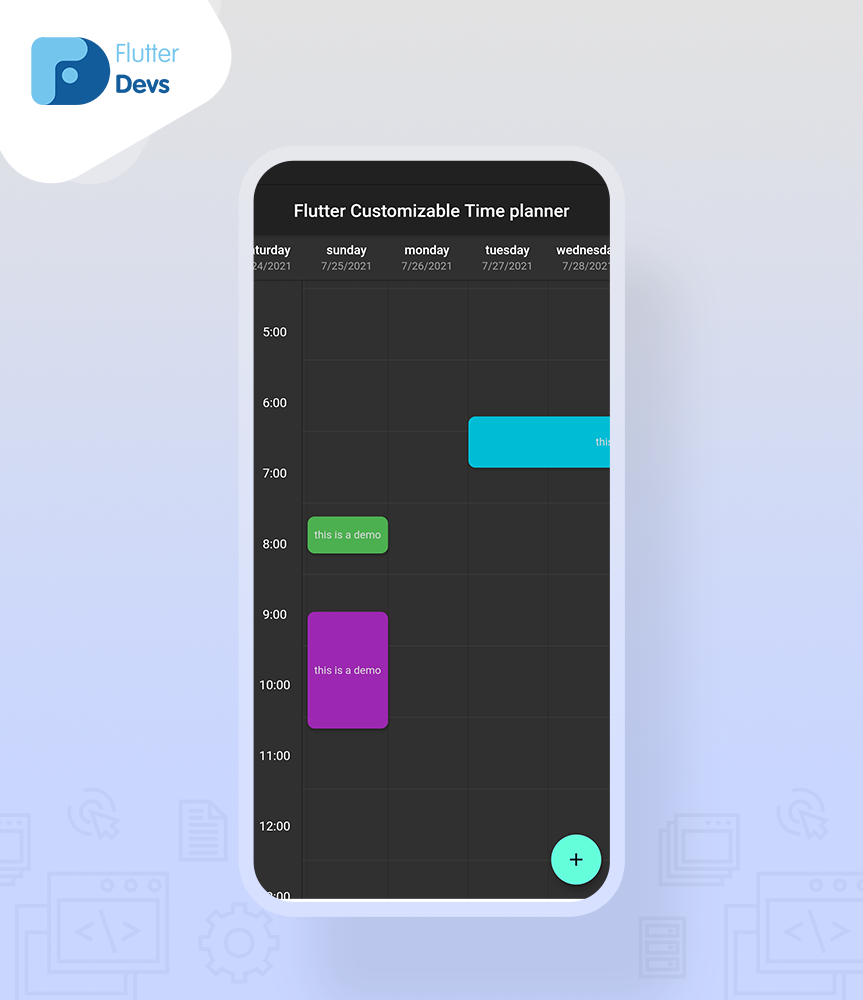 Flutter
Devs
Flutter Customizable Time planner
aturday sunday monday tuesday wednesda
24/2021 7/25/2021 7/26/2021 7/27/2021 7/28/2021
5:00
6:00
this
7:00
this is a demo
8:00
9:00
this is a demo
10:00
11:00
12:00
+